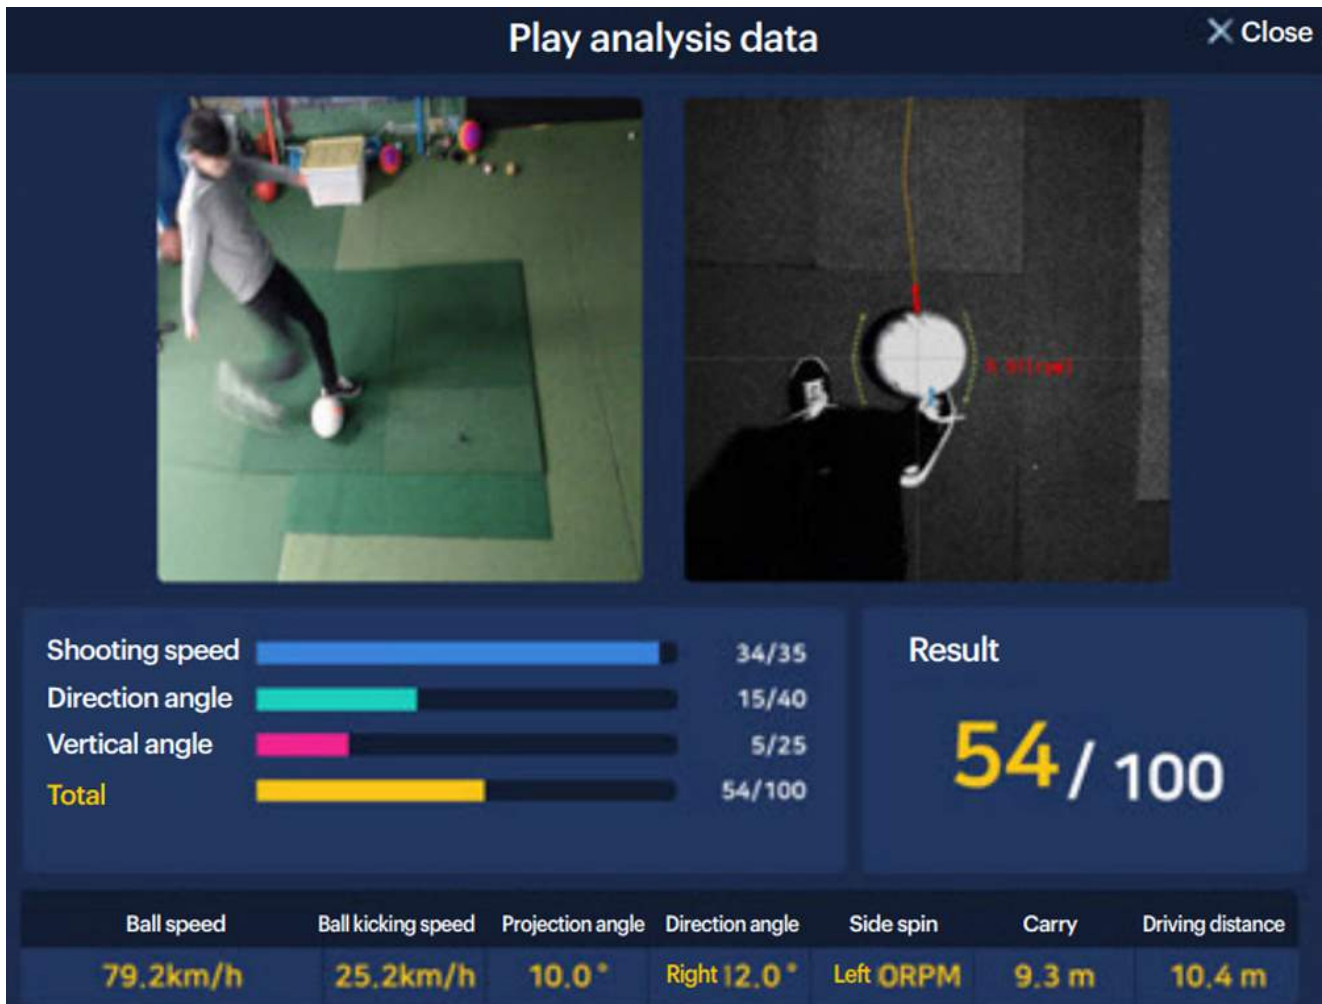 Play analysis data
Close
Shooting speed 34/35
Direction angle 15/40
Vertical angle 5/25
Total 54/100
Result
54/100
Ball speed Ball kicking speed Projection angle Direction angle Side spin Carry Driving distance
79.2km/h 25.2km/h 10.0° Right 12.0° Left 0RPM 9.3 m 10.4 m